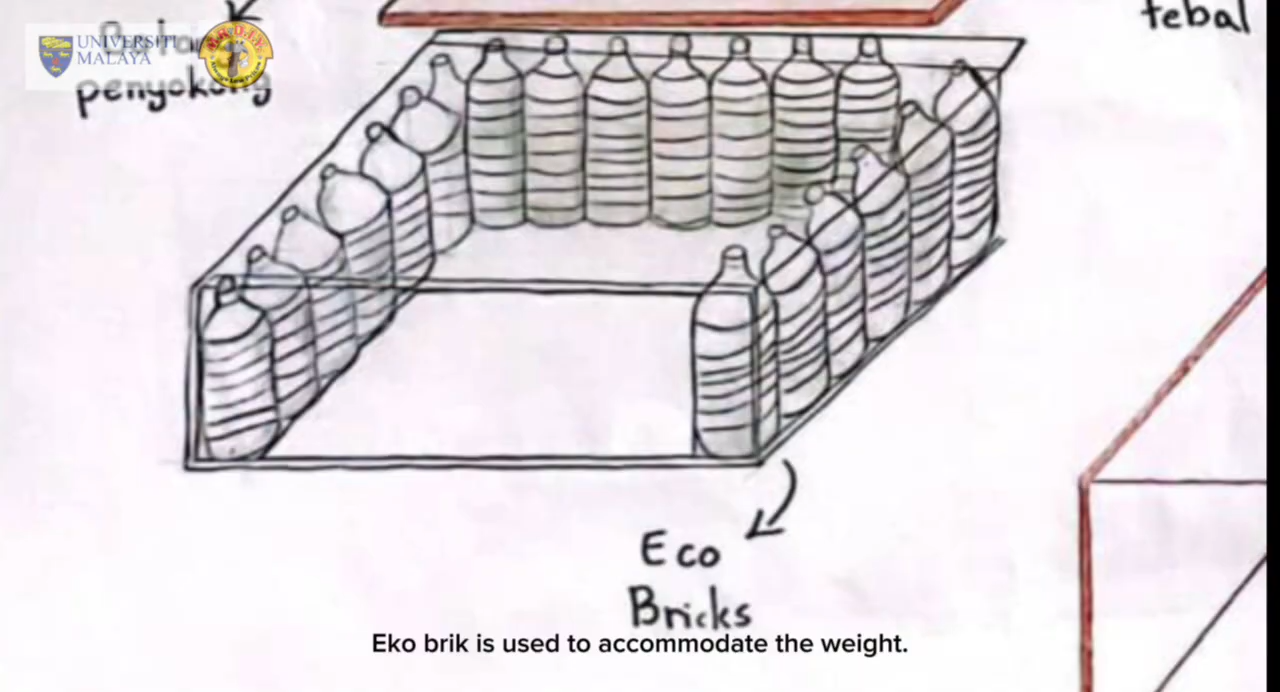 tebal
UNIVERSITI
MALAYA
penyokong
Eco
Bricks
Eko brik is used to accommodate the weight.